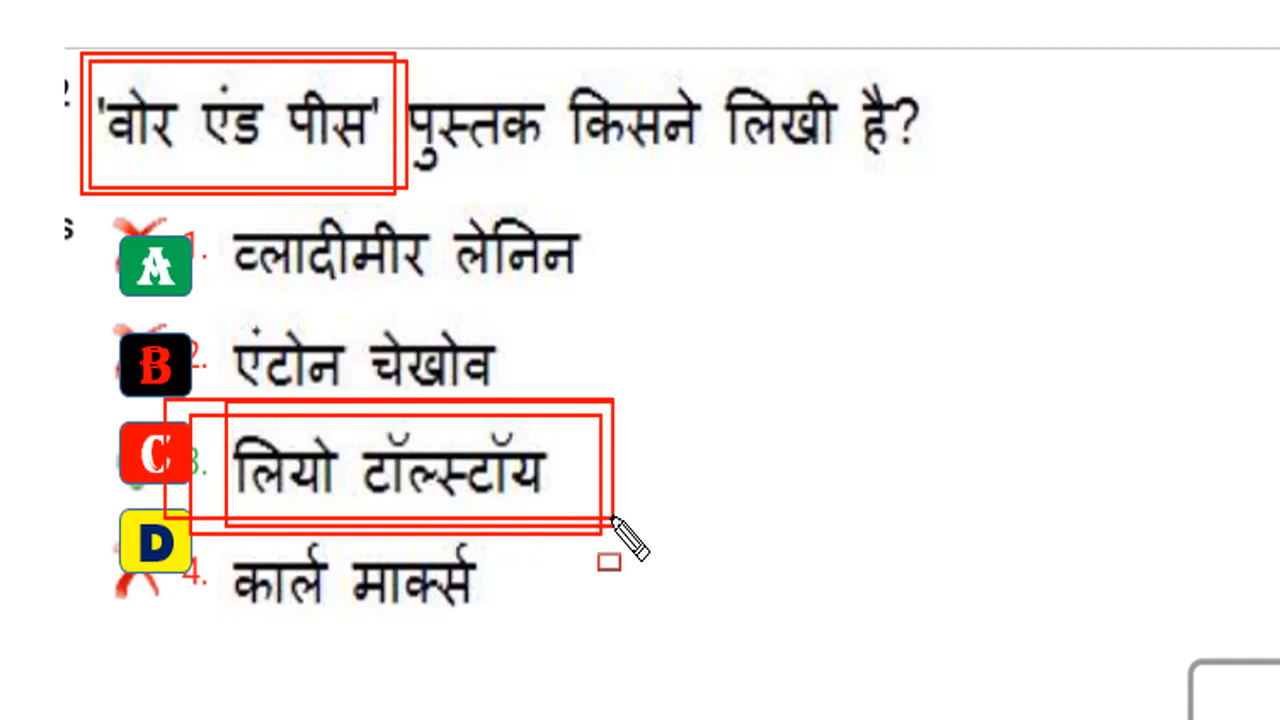 'वोर एंड पीस' पुस्तक किसने लिखी है?
A 1. व्लादीमीर लेनिन
B 2. एंटोन चेखोव
C 3. लियो टॉल्स्टॉय
D 4. कार्ल मार्क्स